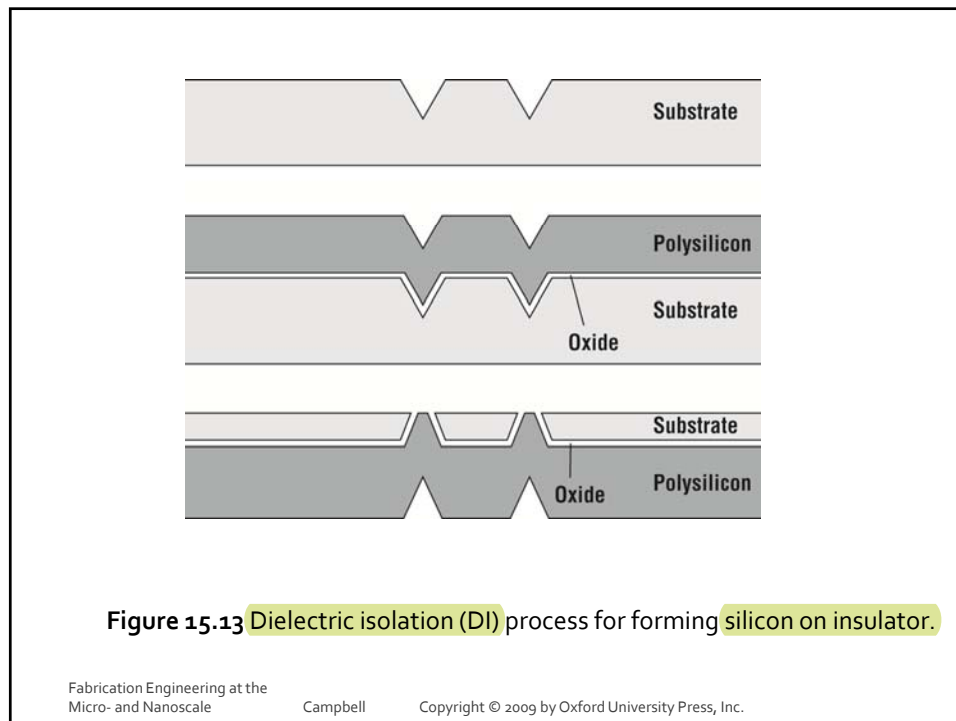 Substrate
Polysilicon
Substrate
Oxide
Substrate
Oxide
Polysilicon
Figure 15.13 Dielectric isolation (DI) process for forming silicon on insulator.
Fabrication Engineering at the
Micro- and Nanoscale Campbell Copyright © 2009 by Oxford University Press, Inc.